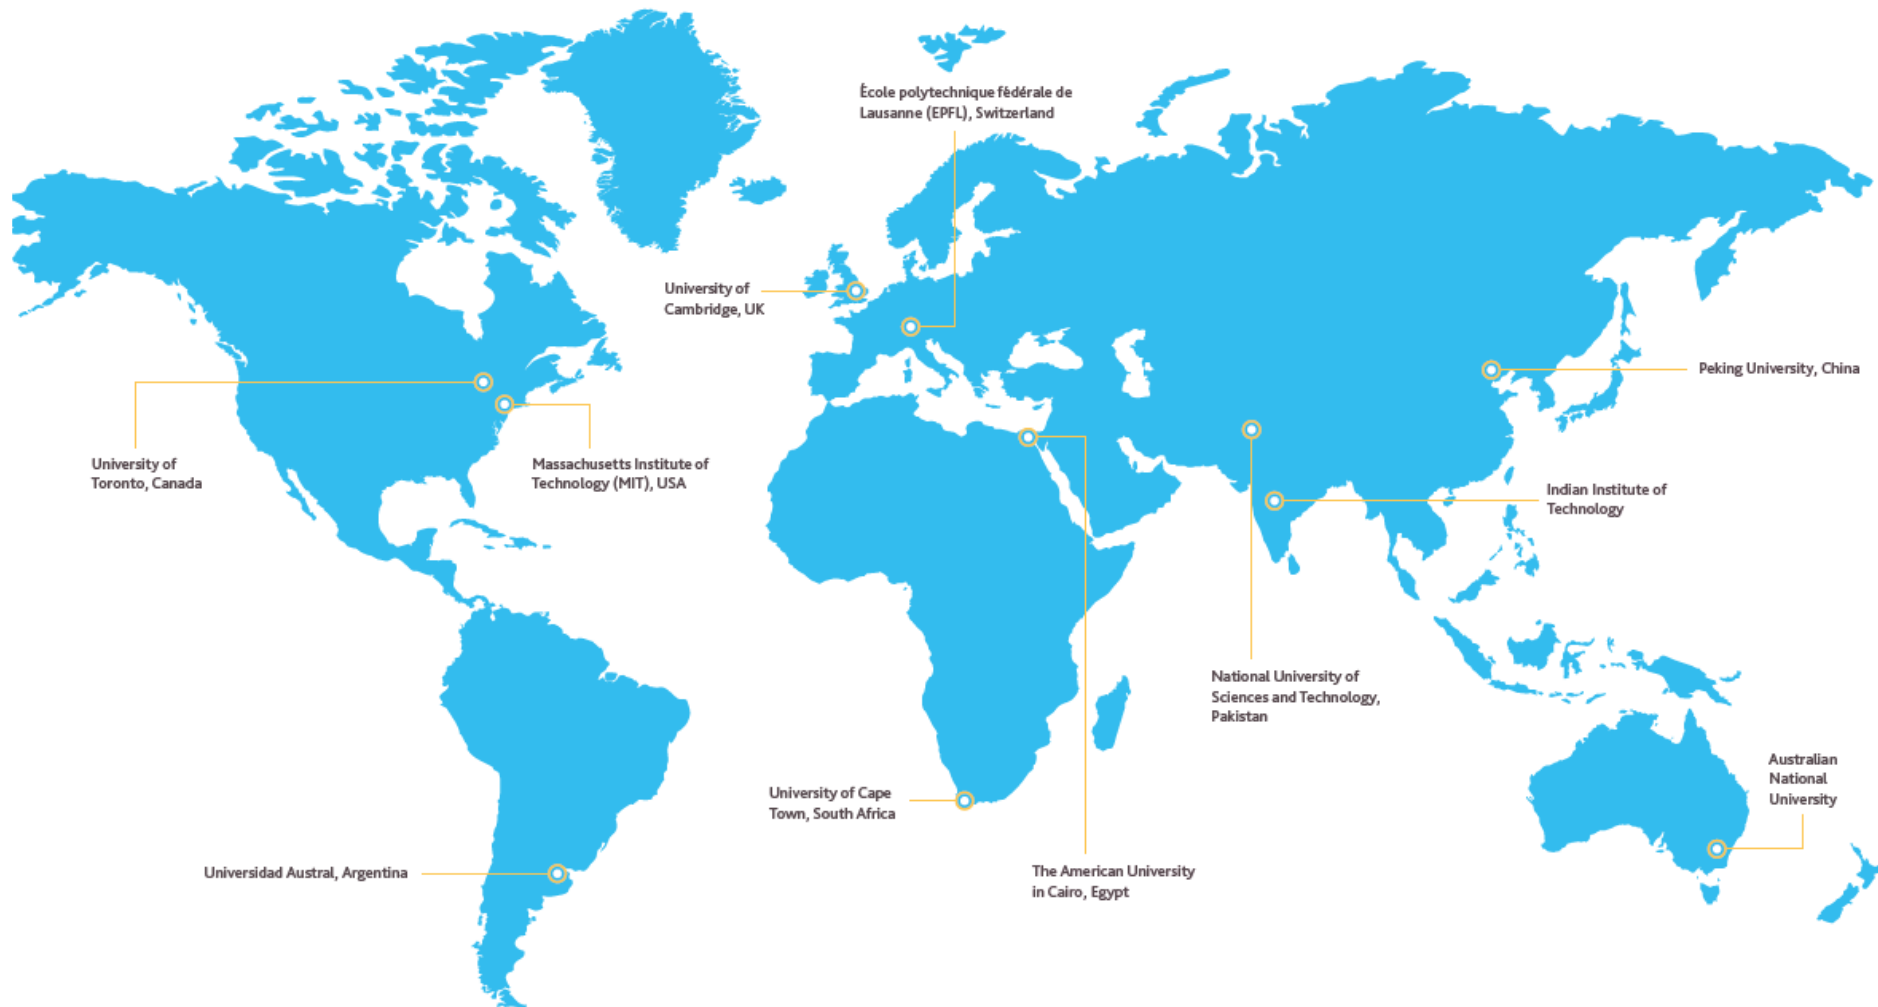 École polytechnique fédérale de
Lausanne (EPFL), Switzerland
University of
Cambridge, UK
Peking University, China
University of
Toronto, Canada
Massachusetts Institute of
Technology (MIT), USA
Indian Institute of
Technology
National University of
Sciences and Technology,
Pakistan
Australian
National
University
University of Cape
Town, South Africa
Universidad Austral, Argentina
The American University
in Cairo, Egypt